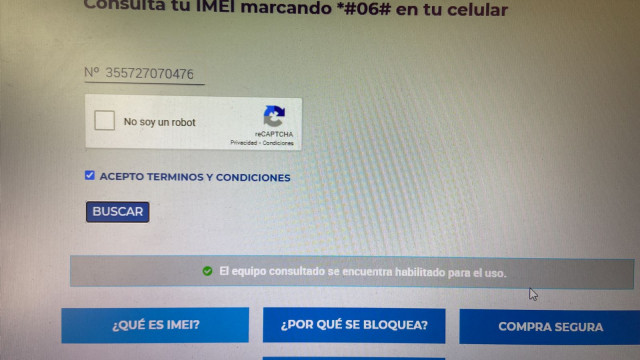 Consulta tu IMEI marcando *#06# en tu celular
Nº 355727070476
No soy un robot
reCAPTCHA
Privacidad - Condiciones
ACEPTO TERMINOS Y CONDICIONES
BUSCAR
El equipo consultado se encuentra habilitado para el uso.
¿QUÉ ES IMEI?
¿POR QUÉ SE BLOQUEA?
COMPRA SEGURA